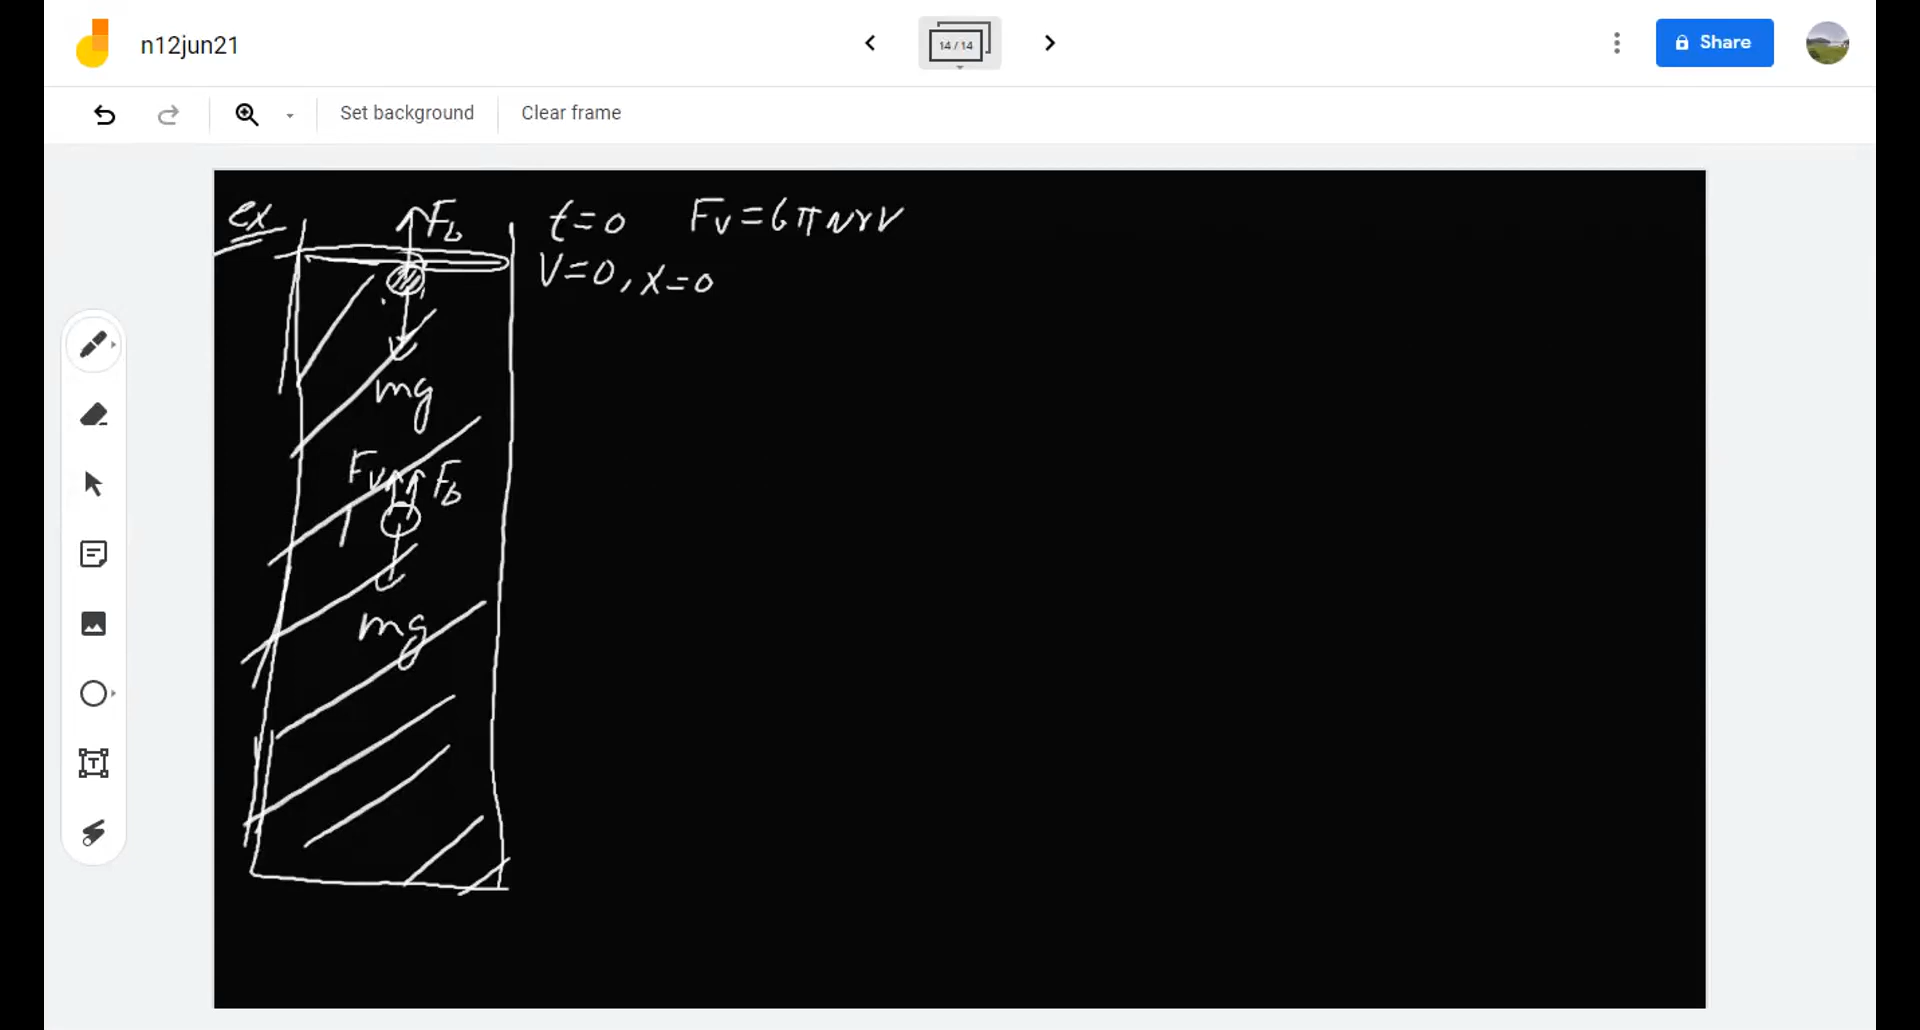 n12jun21
14 / 14
Share
Set background
Clear frame
ex
Fb
t=0 Fv=6πηrv
v=0, x=0
mg
Fv Fb
mg